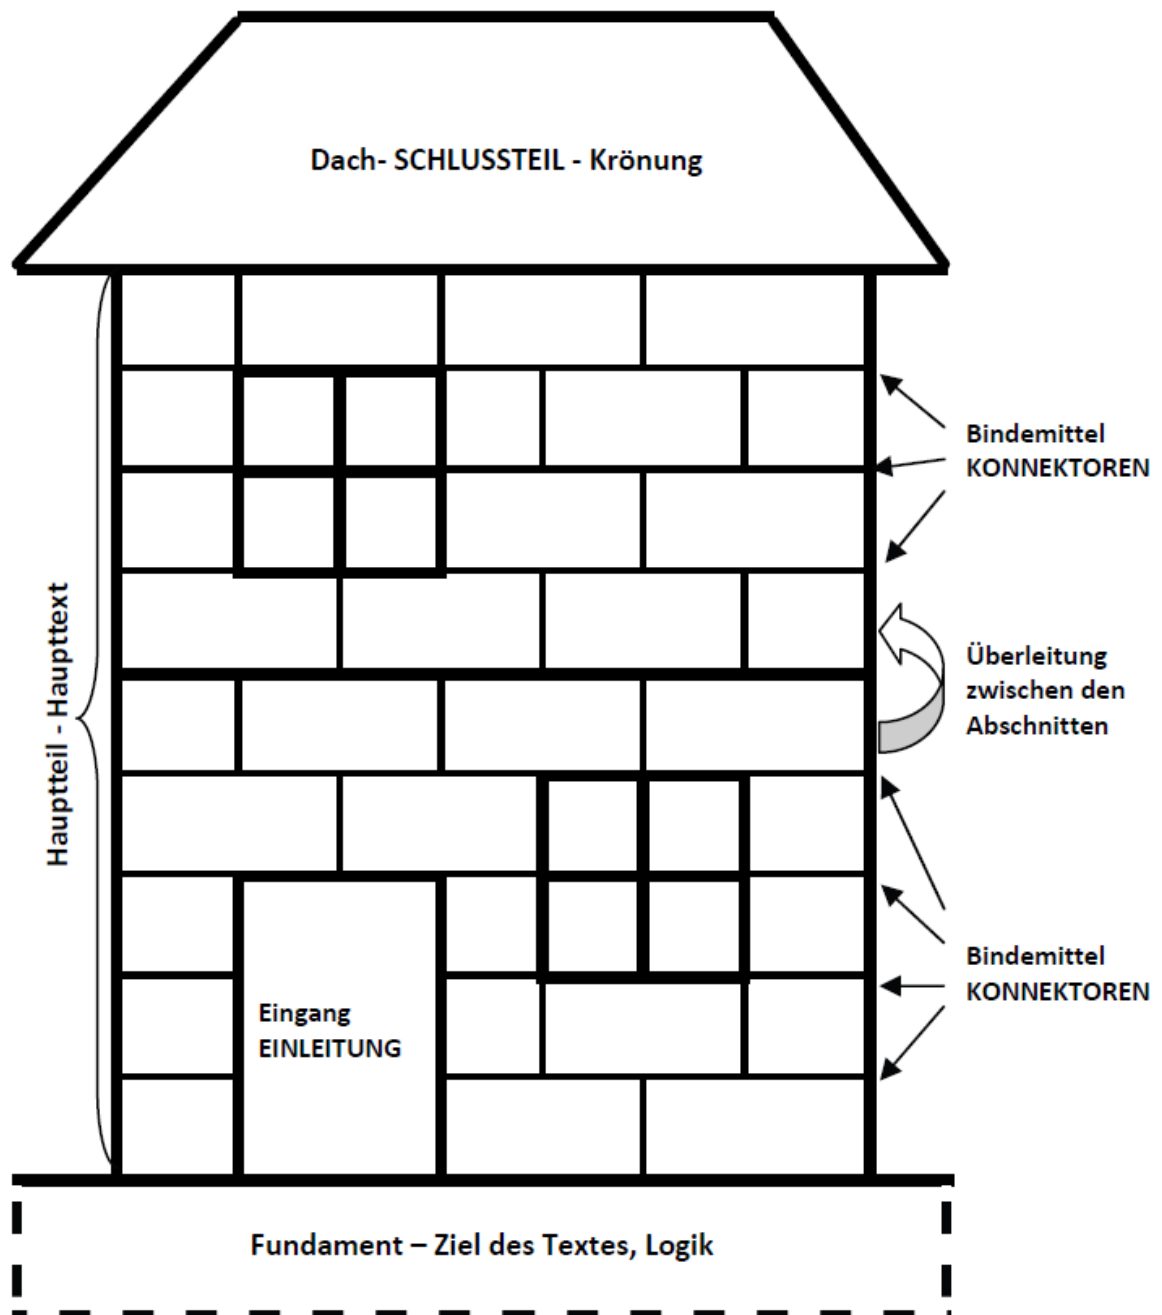 Dach- SCHLUSSTEIL - Krönung
Bindemittel
KONNEKTOREN
Hauptteil - Haupttext
Überleitung
zwischen den
Abschnitten
Bindemittel
KONNEKTOREN
Eingang
EINLEITUNG
Fundament – Ziel des Textes, Logik